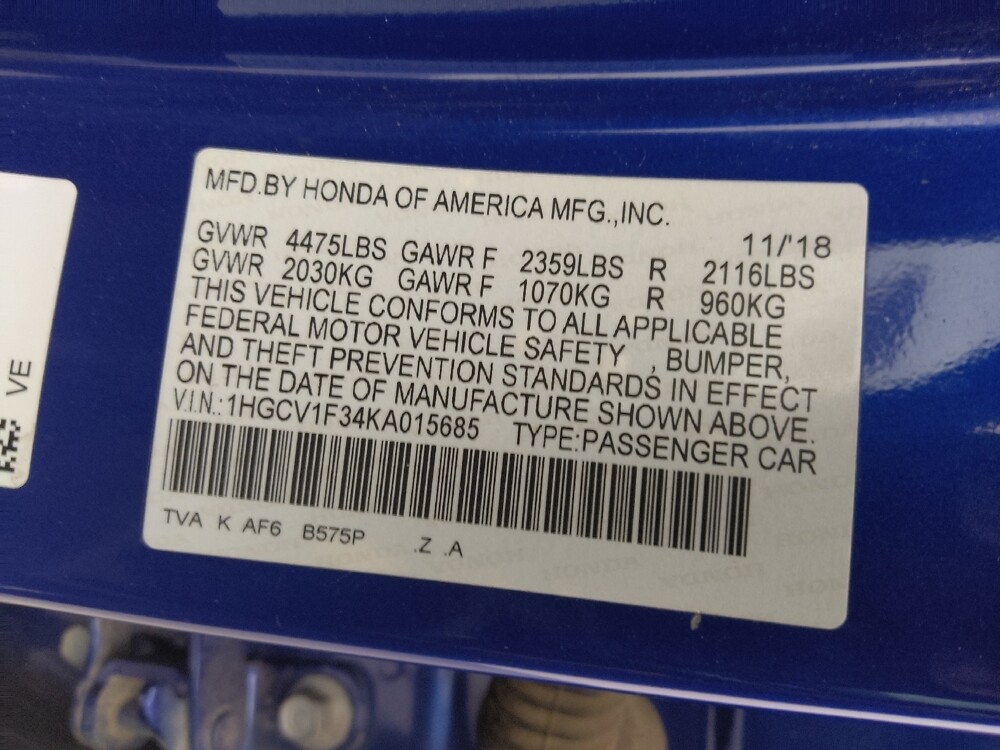 MFD.BY HONDA OF AMERICA MFG.,INC.
11/'18
GVWR 4475LBS GAWR F 2359LBS R 2116LBS
GVWR 2030KG GAWR F 1070KG R 960KG
THIS VEHICLE CONFORMS TO ALL APPLICABLE
FEDERAL MOTOR VEHICLE SAFETY , BUMPER,
AND THEFT PREVENTION STANDARDS IN EFFECT
ON THE DATE OF MANUFACTURE SHOWN ABOVE.
V.I.N.:1HGCV1F34KA015685 TYPE:PASSENGER CAR
TVA K AF6 B575P .Z .A
VE